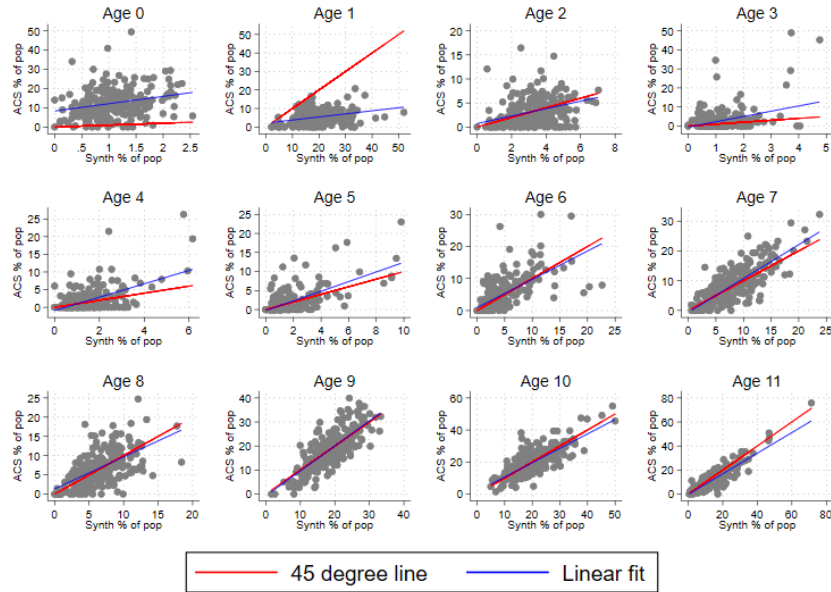 Age 0
ACS % of pop
50
40
30
20
10
0
0 .5 1 1.5 2 2.5
Synth % of pop
Age 1
ACS % of pop
50
40
30
20
10
0
0 10 20 30 40 50
Synth % of pop
Age 2
ACS % of pop
20
15
10
5
0
0 2 4 6 8
Synth % of pop
Age 3
ACS % of pop
50
40
30
20
10
0
0 1 2 3 4 5
Synth % of pop
Age 4
ACS % of pop
25
20
15
10
5
0
0 2 4 6
Synth % of pop
Age 5
ACS % of pop
25
20
15
10
5
0
0 2 4 6 8 10
Synth % of pop
Age 6
ACS % of pop
30
20
10
0
0 5 10 15 20 25
Synth % of pop
Age 7
ACS % of pop
30
20
10
0
0 5 10 15 20 25
Synth % of pop
Age 8
ACS % of pop
25
20
15
10
5
0
0 5 10 15 20
Synth % of pop
Age 9
ACS % of pop
40
30
20
10
0
0 10 20 30 40
Synth % of pop
Age 10
ACS % of pop
60
40
20
0
0 10 20 30 40 50
Synth % of pop
Age 11
ACS % of pop
80
60
40
20
0
0 20 40 60 80
Synth % of pop
45 degree line
Linear fit